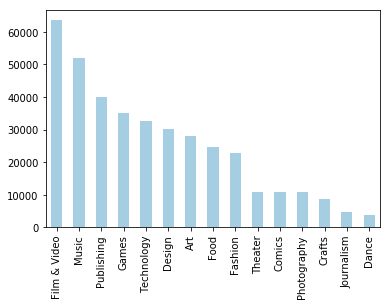 60000
50000
40000
30000
20000
10000
0
Film & Video
Music
Publishing
Games
Technology
Design
Art
Food
Fashion
Theater
Comics
Photography
Crafts
Journalism
Dance